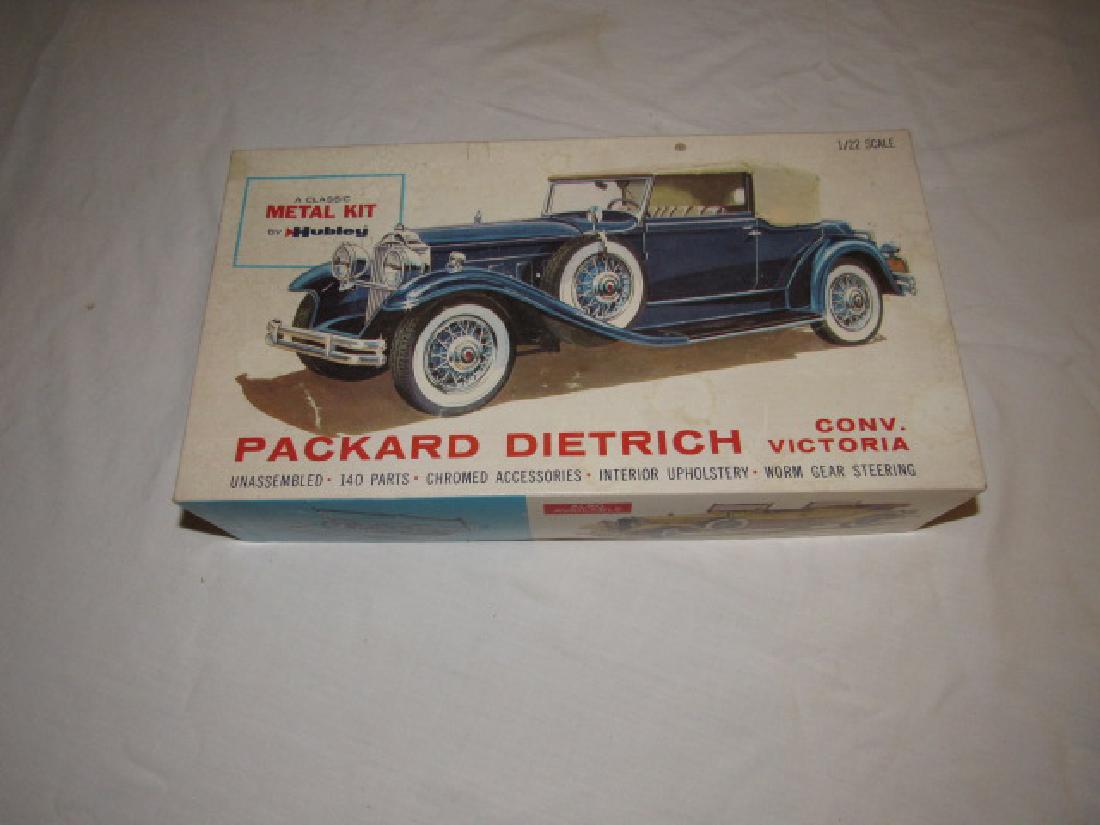 1/22 SCALE
A CLASSIC
METAL KIT
BY Hubley
PACKARD DIETRICH CONV. VICTORIA
UNASSEMBLED · 140 PARTS · CHROMED ACCESSORIES · INTERIOR UPHOLSTERY · WORM GEAR STEERING